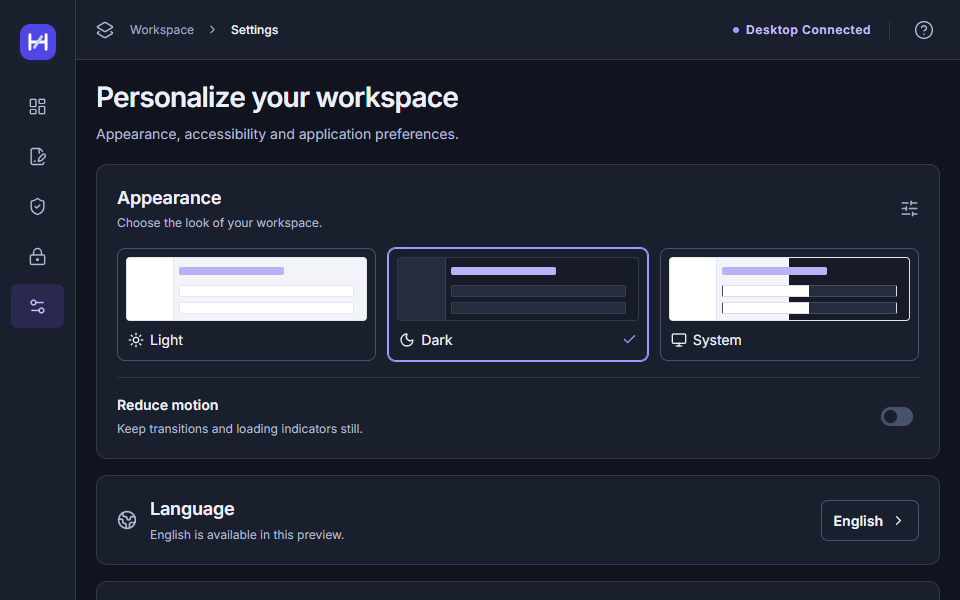 Workspace
Settings
Desktop Connected
Personalize your workspace
Appearance, accessibility and application preferences.
Appearance
Choose the look of your workspace.
Light
Dark
System
Reduce motion
Keep transitions and loading indicators still.
Language
English is available in this preview.
English